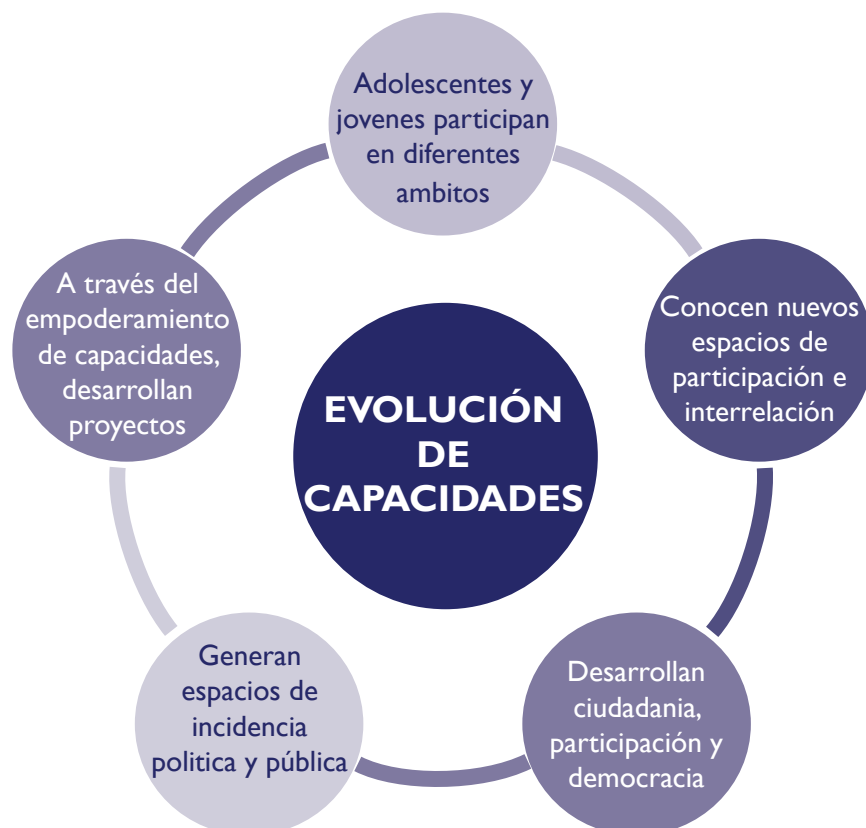 Adolescentes y
jovenes participan
en diferentes
ambitos
Conocen nuevos
espacios de
participación e
interrelación
Desarrollan
ciudadania,
participación y
democracia
Generan
espacios de
incidencia
politica y pública
A través del
empoderamiento
de capacidades,
desarrollan
proyectos
EVOLUCIÓN
DE
CAPACIDADES